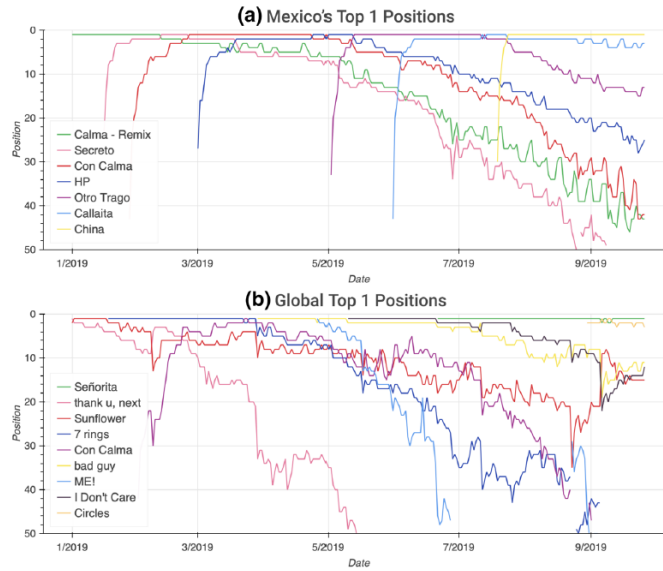 (a) Mexico's Top 1 Positions
0
10
20
30
40
50
Position
Calma - Remix
Secreto
Con Calma
HP
Otro Trago
Callaita
China
1/2019 3/2019 5/2019 7/2019 9/2019
Date
(b) Global Top 1 Positions
0
10
20
30
40
50
Position
Señorita
thank u, next
Sunflower
7 rings
Con Calma
bad guy
ME!
I Don't Care
Circles
1/2019 3/2019 5/2019 7/2019 9/2019
Date